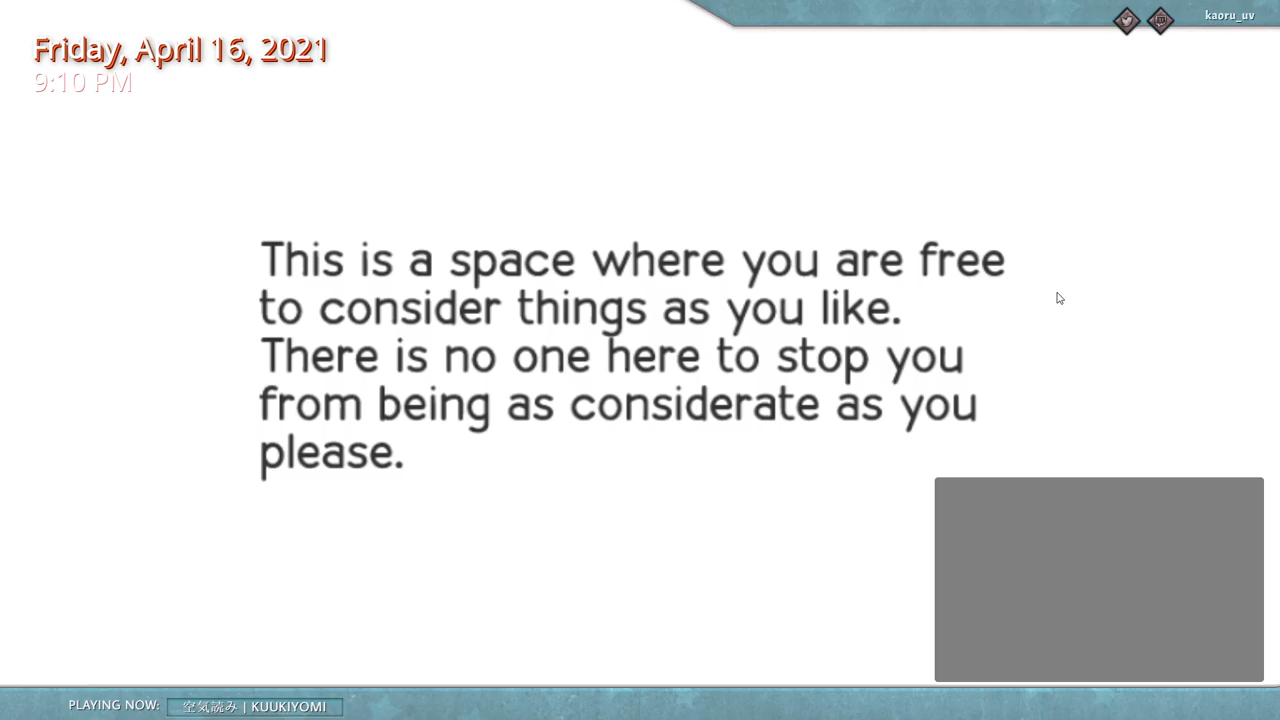 kaoru_uv
Friday, April 16, 2021
9:10 PM
This is a space where you are free
to consider things as you like.
There is no one here to stop you
from being as considerate as you
please.
PLAYING NOW: 空気読み | KUUKIYOMI